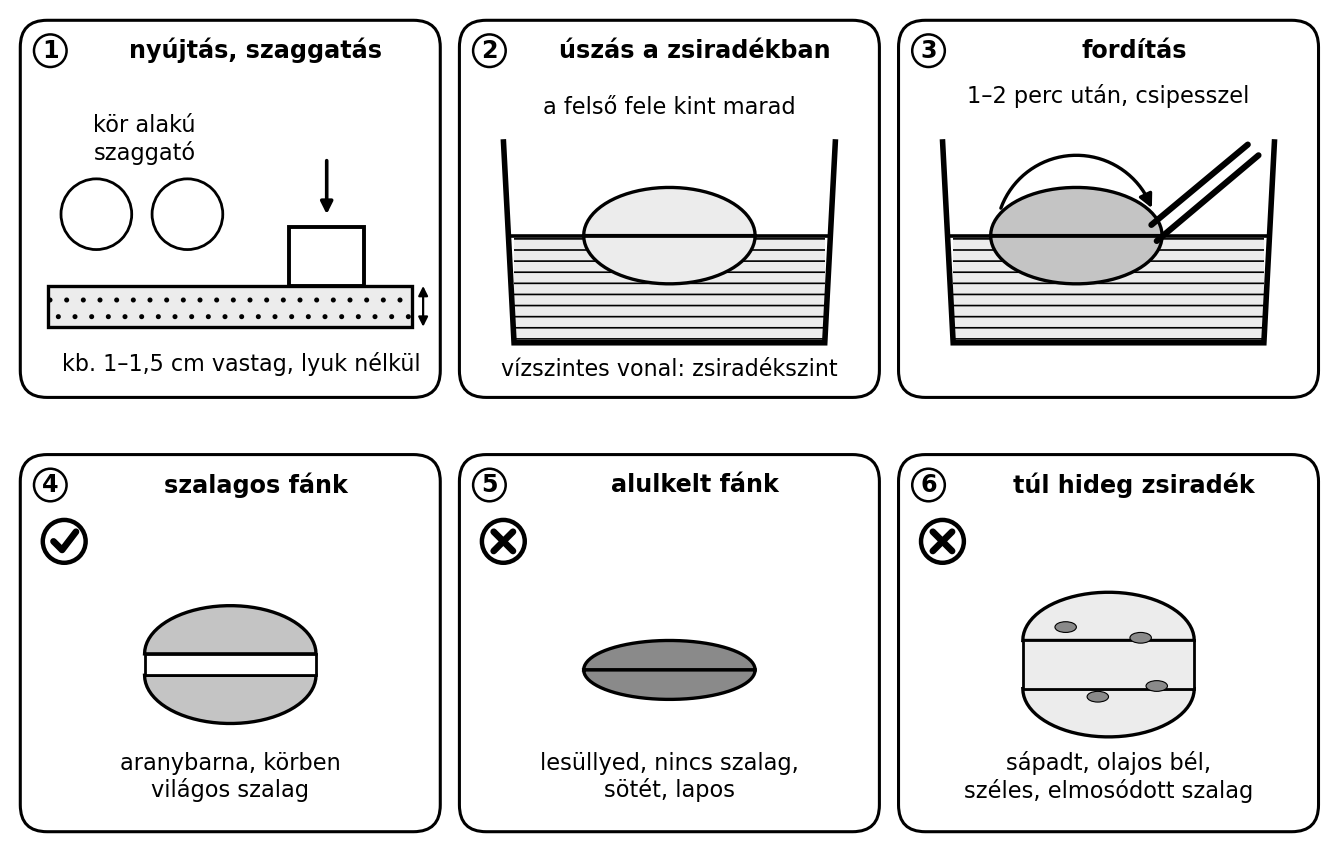 1 nyújtás, szaggatás
kör alakú
szaggató
kb. 1–1,5 cm vastag, lyuk nélkül
2 úszás a zsiradékban
a felső fele kint marad
vízszintes vonal: zsiradékszint
3 fordítás
1–2 perc után, csipesszel
4 szalagos fánk
aranybarna, körben
világos szalag
5 alulkelt fánk
lesüllyed, nincs szalag,
sötét, lapos
6 túl hideg zsiradék
sápadt, olajos bél,
széles, elmosódott szalag